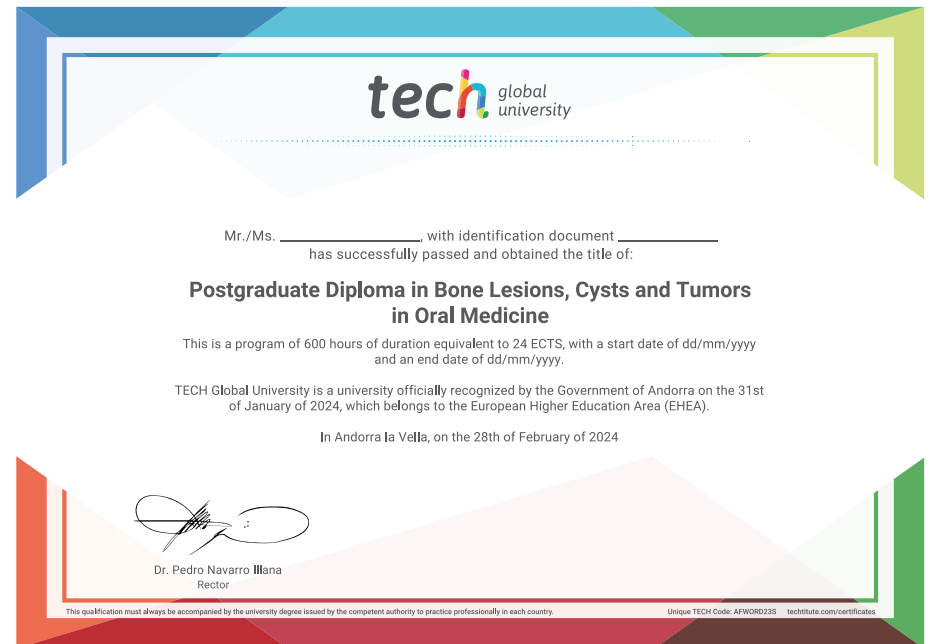 tech global university
Mr./Ms. ____________, with identification document ____________
has successfully passed and obtained the title of:
Postgraduate Diploma in Bone Lesions, Cysts and Tumors
in Oral Medicine
This is a program of 600 hours of duration equivalent to 24 ECTS, with a start date of dd/mm/yyyy
and an end date of dd/mm/yyyy.
TECH Global University is a university officially recognized by the Government of Andorra on the 31st
of January of 2024, which belongs to the European Higher Education Area (EHEA).
In Andorra la Vella, on the 28th of February of 2024
Dr. Pedro Navarro Illana
Rector
This qualification must always be accompanied by the university degree issued by the competent authority to practice professionally in each country.
Unique TECH Code: AFWORD23S techtitute.com/certificates